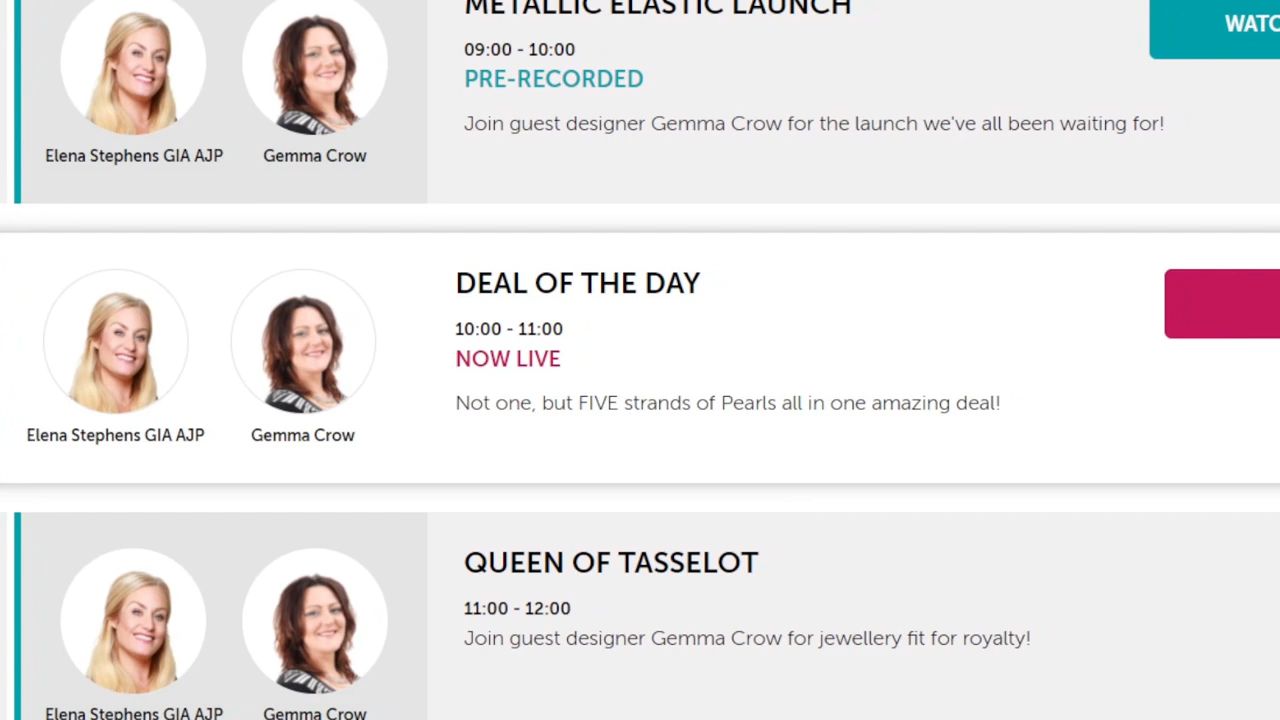 METALLIC ELASTIC LAUNCH
WATC
09:00 - 10:00
PRE-RECORDED
Join guest designer Gemma Crow for the launch we've all been waiting for!
Elena Stephens GIA AJP
Gemma Crow
DEAL OF THE DAY
10:00 - 11:00
NOW LIVE
Not one, but FIVE strands of Pearls all in one amazing deal!
Elena Stephens GIA AJP
Gemma Crow
QUEEN OF TASSELOT
11:00 - 12:00
Join guest designer Gemma Crow for jewellery fit for royalty!
Elena Stephens GIA AJP
Gemma Crow